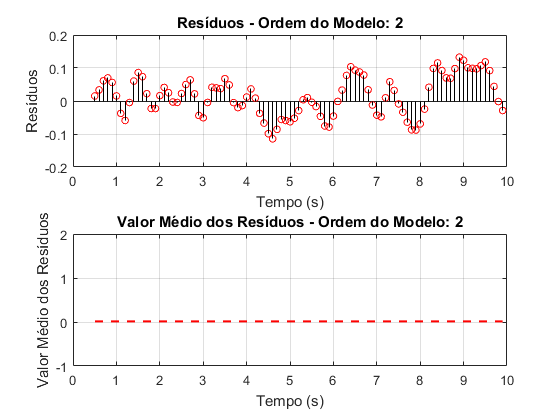 Resíduos - Ordem do Modelo: 2
0.2
0.1
0
-0.1
-0.2
Resíduos
0 1 2 3 4 5 6 7 8 9 10
Tempo (s)
Valor Médio dos Resíduos - Ordem do Modelo: 2
2
1
0
-1
Valor Médio dos Resíduos
0 1 2 3 4 5 6 7 8 9 10
Tempo (s)